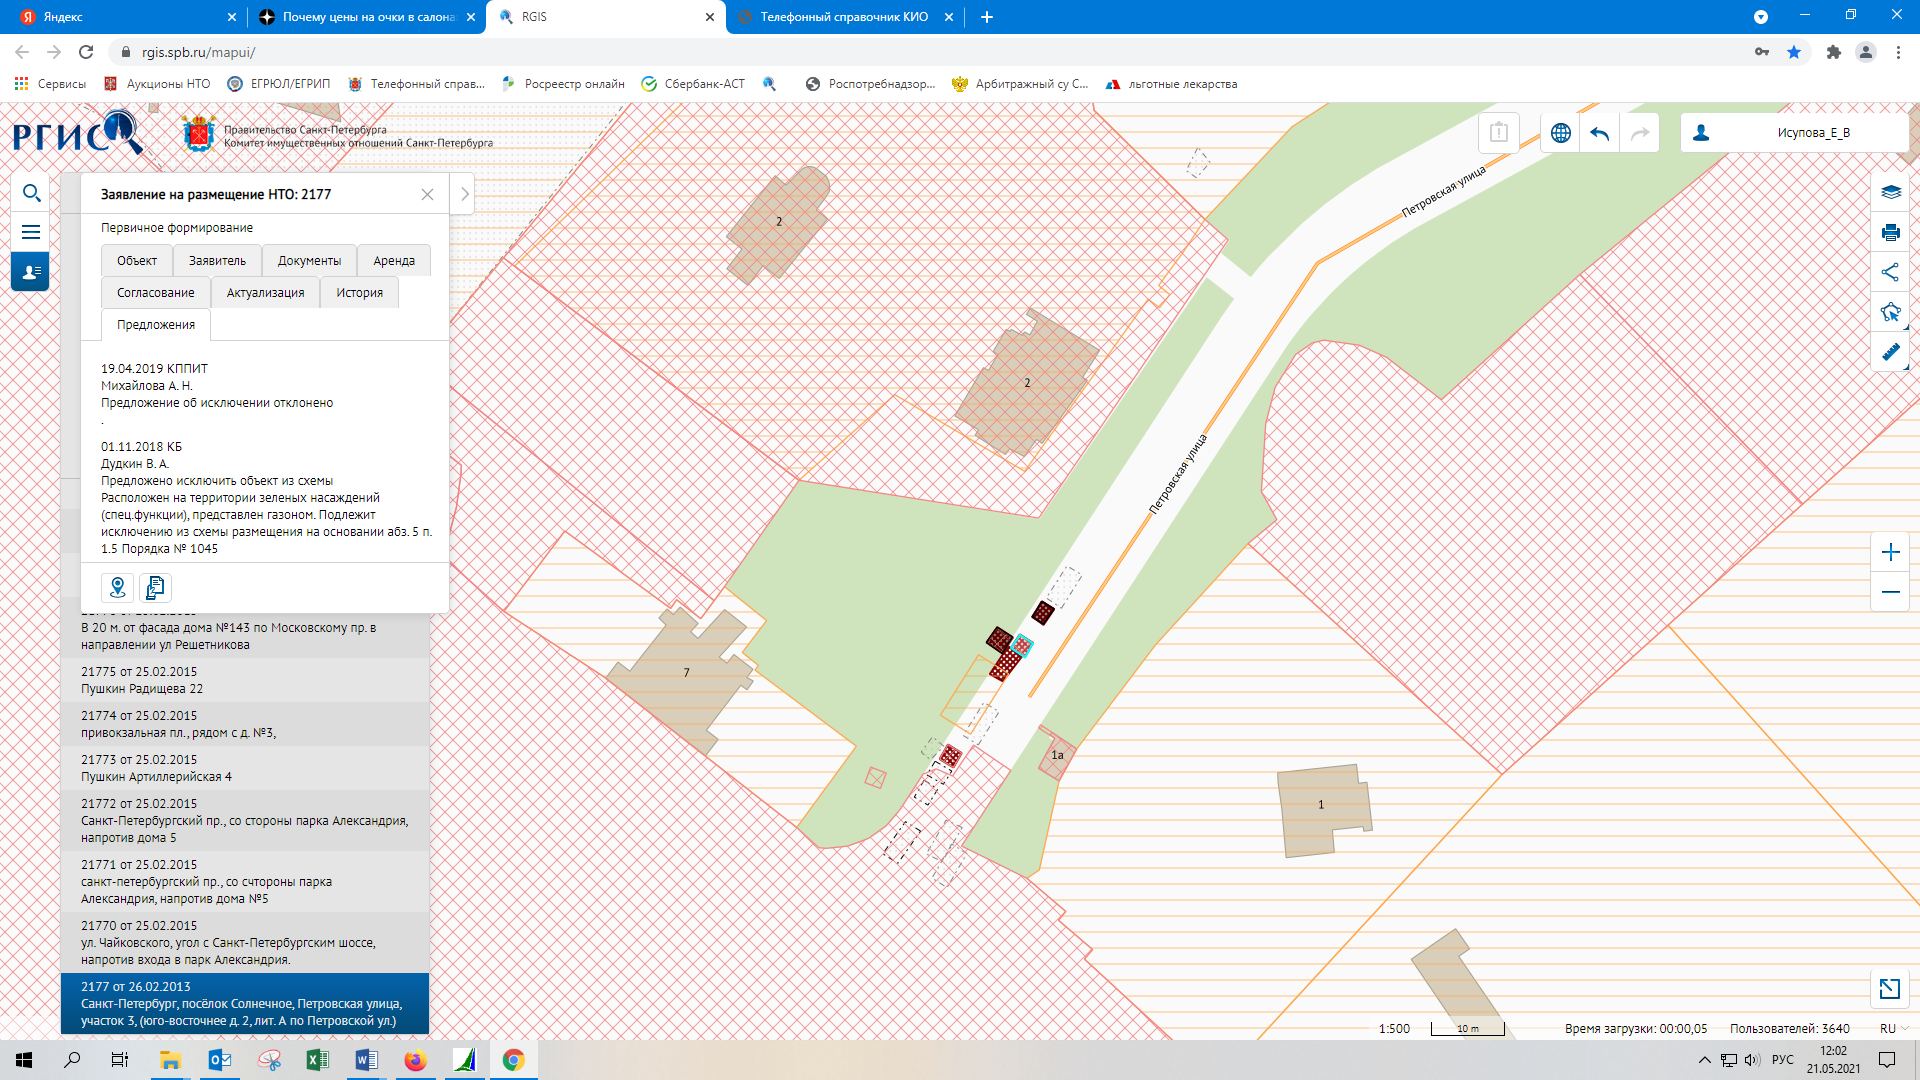 Яндекс
Почему цены на очки в салона
RGIS
Телефонный справочник КИО
rgis.spb.ru/mapui/
Сервисы
Аукционы НТО
ЕГРЮЛ/ЕГРИП
Телефонный справ...
Росреестр онлайн
Сбербанк-АСТ
Роспотребнадзор...
Арбитражный су С...
льготные лекарства
РГИС
Правительство Санкт-Петербурга
Комитет имущественных отношений Санкт-Петербурга
Исупова_Е_В
Заявление на размещение НТО: 2177
Первичное формирование
Объект
Заявитель
Документы
Аренда
Согласование
Актуализация
История
Предложения
19.04.2019 КППИТ
Михайлова А. Н.
Предложение об исключении отклонено
.
01.11.2018 КБ
Дудкин В. А.
Предложено исключить объект из схемы
Расположен на территории зеленых насаждений
(спец.функции), представлен газоном. Подлежит
исключению из схемы размещения на основании абз. 5 п.
1.5 Порядка № 1045
В 20 м. от фасада дома №143 по Московскому пр. в
направлении ул Решетникова
21775 от 25.02.2015
Пушкин Радищева 22
21774 от 25.02.2015
привокзальная пл., рядом с д. №3,
21773 от 25.02.2015
Пушкин Артиллерийская 4
21772 от 25.02.2015
Санкт-Петербургский пр., со стороны парка Александрия,
напротив дома 5
21771 от 25.02.2015
санкт-петербургский пр., со счтороны парка
Александрия, напротив дома №5
21770 от 25.02.2015
ул. Чайковского, угол с Санкт-Петербургским шоссе,
напротив входа в парк Александрия.
2177 от 26.02.2013
Санкт-Петербург, посёлок Солнечное, Петровская улица,
участок 3, (юго-восточнее д. 2, лит. А по Петровской ул.)
2
2
7
1а
1
Петровская улица
Петровская улица
1:500
10 m
Время загрузки: 00:00,05
Пользователей: 3640
RU
РУС
12:02
21.05.2021